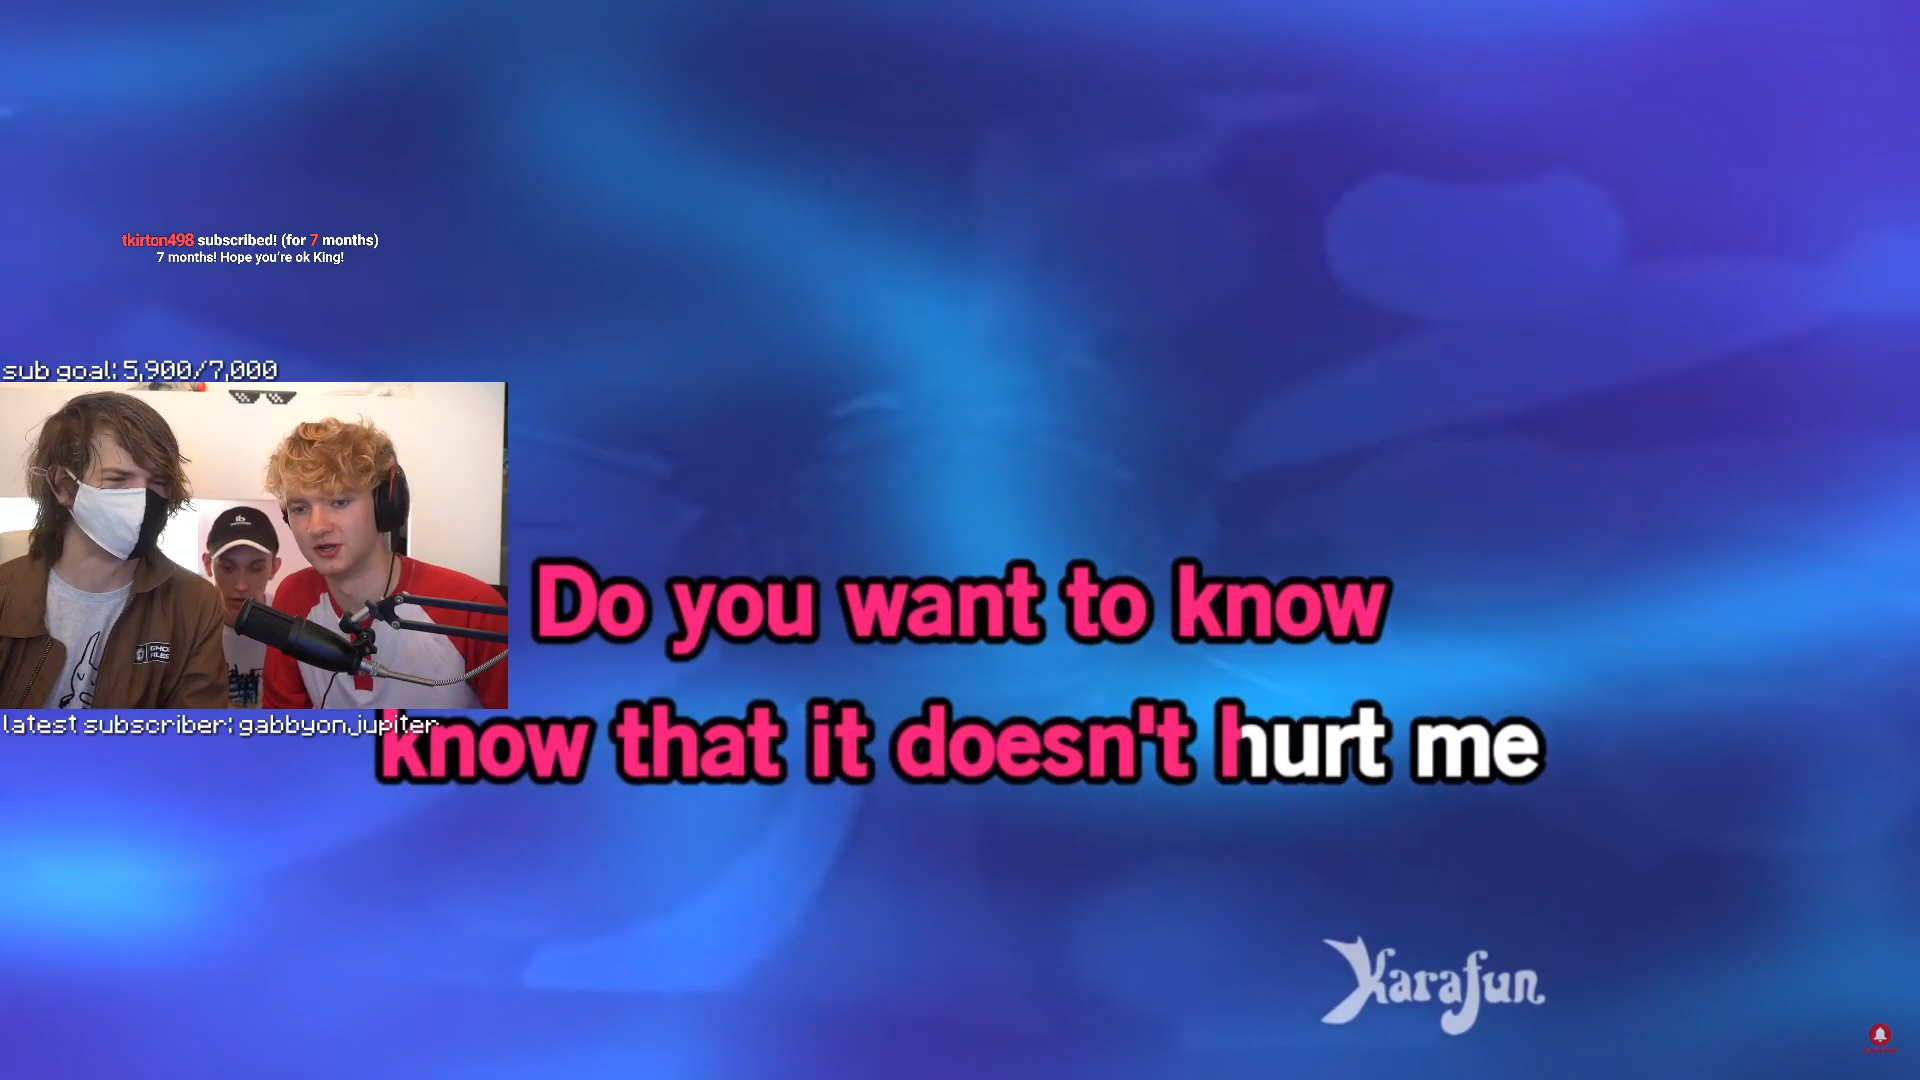 tkirton498 subscribed! (for 7 months)
7 months! Hope you're ok King!
sub goal: 5,900/7,000
latest subscriber: gabbyon_jupiter
Do you want to know
know that it doesn't hurt me
Karafun